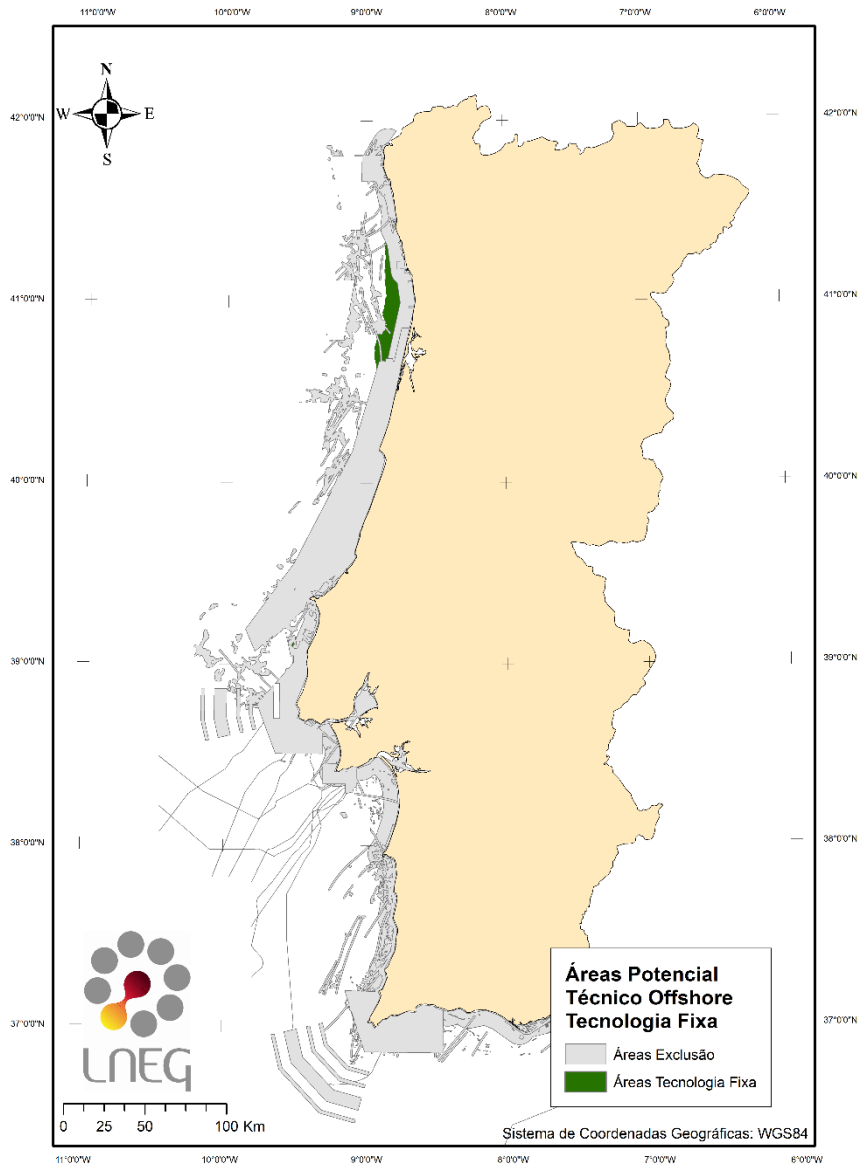 11°0'0"W 10°0'0"W 9°0'0"W 8°0'0"W 7°0'0"W 6°0'0"W
N
W E
S
42°0'0"N 42°0'0"N
41°0'0"N 41°0'0"N
40°0'0"N 40°0'0"N
39°0'0"N 39°0'0"N
38°0'0"N 38°0'0"N
37°0'0"N 37°0'0"N
LNEG
0 25 50 100 Km
Áreas Potencial
Técnico Offshore
Tecnologia Fixa
Áreas Exclusão
Áreas Tecnologia Fixa
Sistema de Coordenadas Geográficas: WGS84
11°0'0"W 10°0'0"W 9°0'0"W 8°0'0"W 7°0'0"W 6°0'0"W